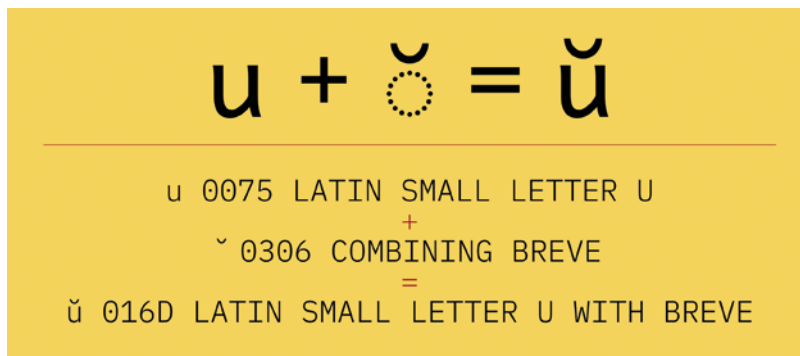 u + ◌̆ = ŭ
u 0075 LATIN SMALL LETTER U
+
˘ 0306 COMBINING BREVE
=
ŭ 016D LATIN SMALL LETTER U WITH BREVE